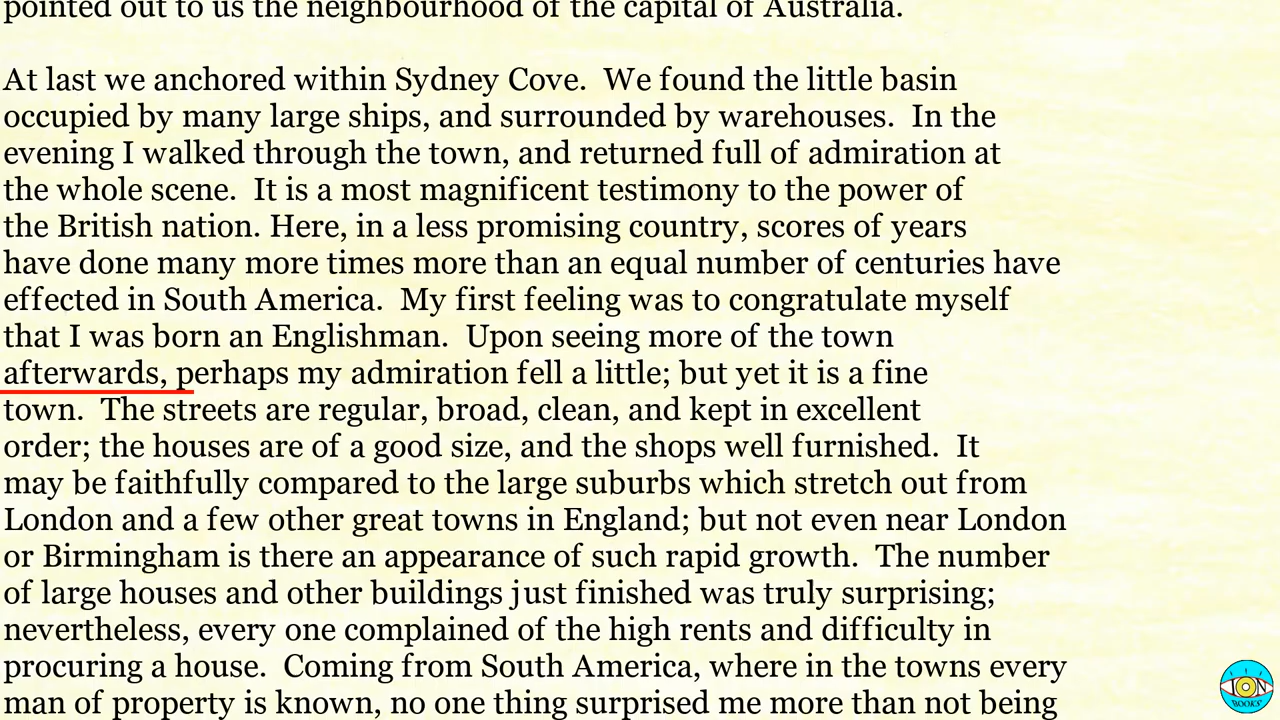 pointed out to us the neighbourhood of the capital of Australia.
At last we anchored within Sydney Cove.  We found the little basin
occupied by many large ships, and surrounded by warehouses.  In the
evening I walked through the town, and returned full of admiration at
the whole scene.  It is a most magnificent testimony to the power of
the British nation. Here, in a less promising country, scores of years
have done many more times more than an equal number of centuries have
effected in South America.  My first feeling was to congratulate myself
that I was born an Englishman.  Upon seeing more of the town
afterwards, perhaps my admiration fell a little; but yet it is a fine
town.  The streets are regular, broad, clean, and kept in excellent
order; the houses are of a good size, and the shops well furnished.  It
may be faithfully compared to the large suburbs which stretch out from
London and a few other great towns in England; but not even near London
or Birmingham is there an appearance of such rapid growth.  The number
of large houses and other buildings just finished was truly surprising;
nevertheless, every one complained of the high rents and difficulty in
procuring a house.  Coming from South America, where in the towns every
man of property is known, no one thing surprised me more than not being
ION
BOOKS